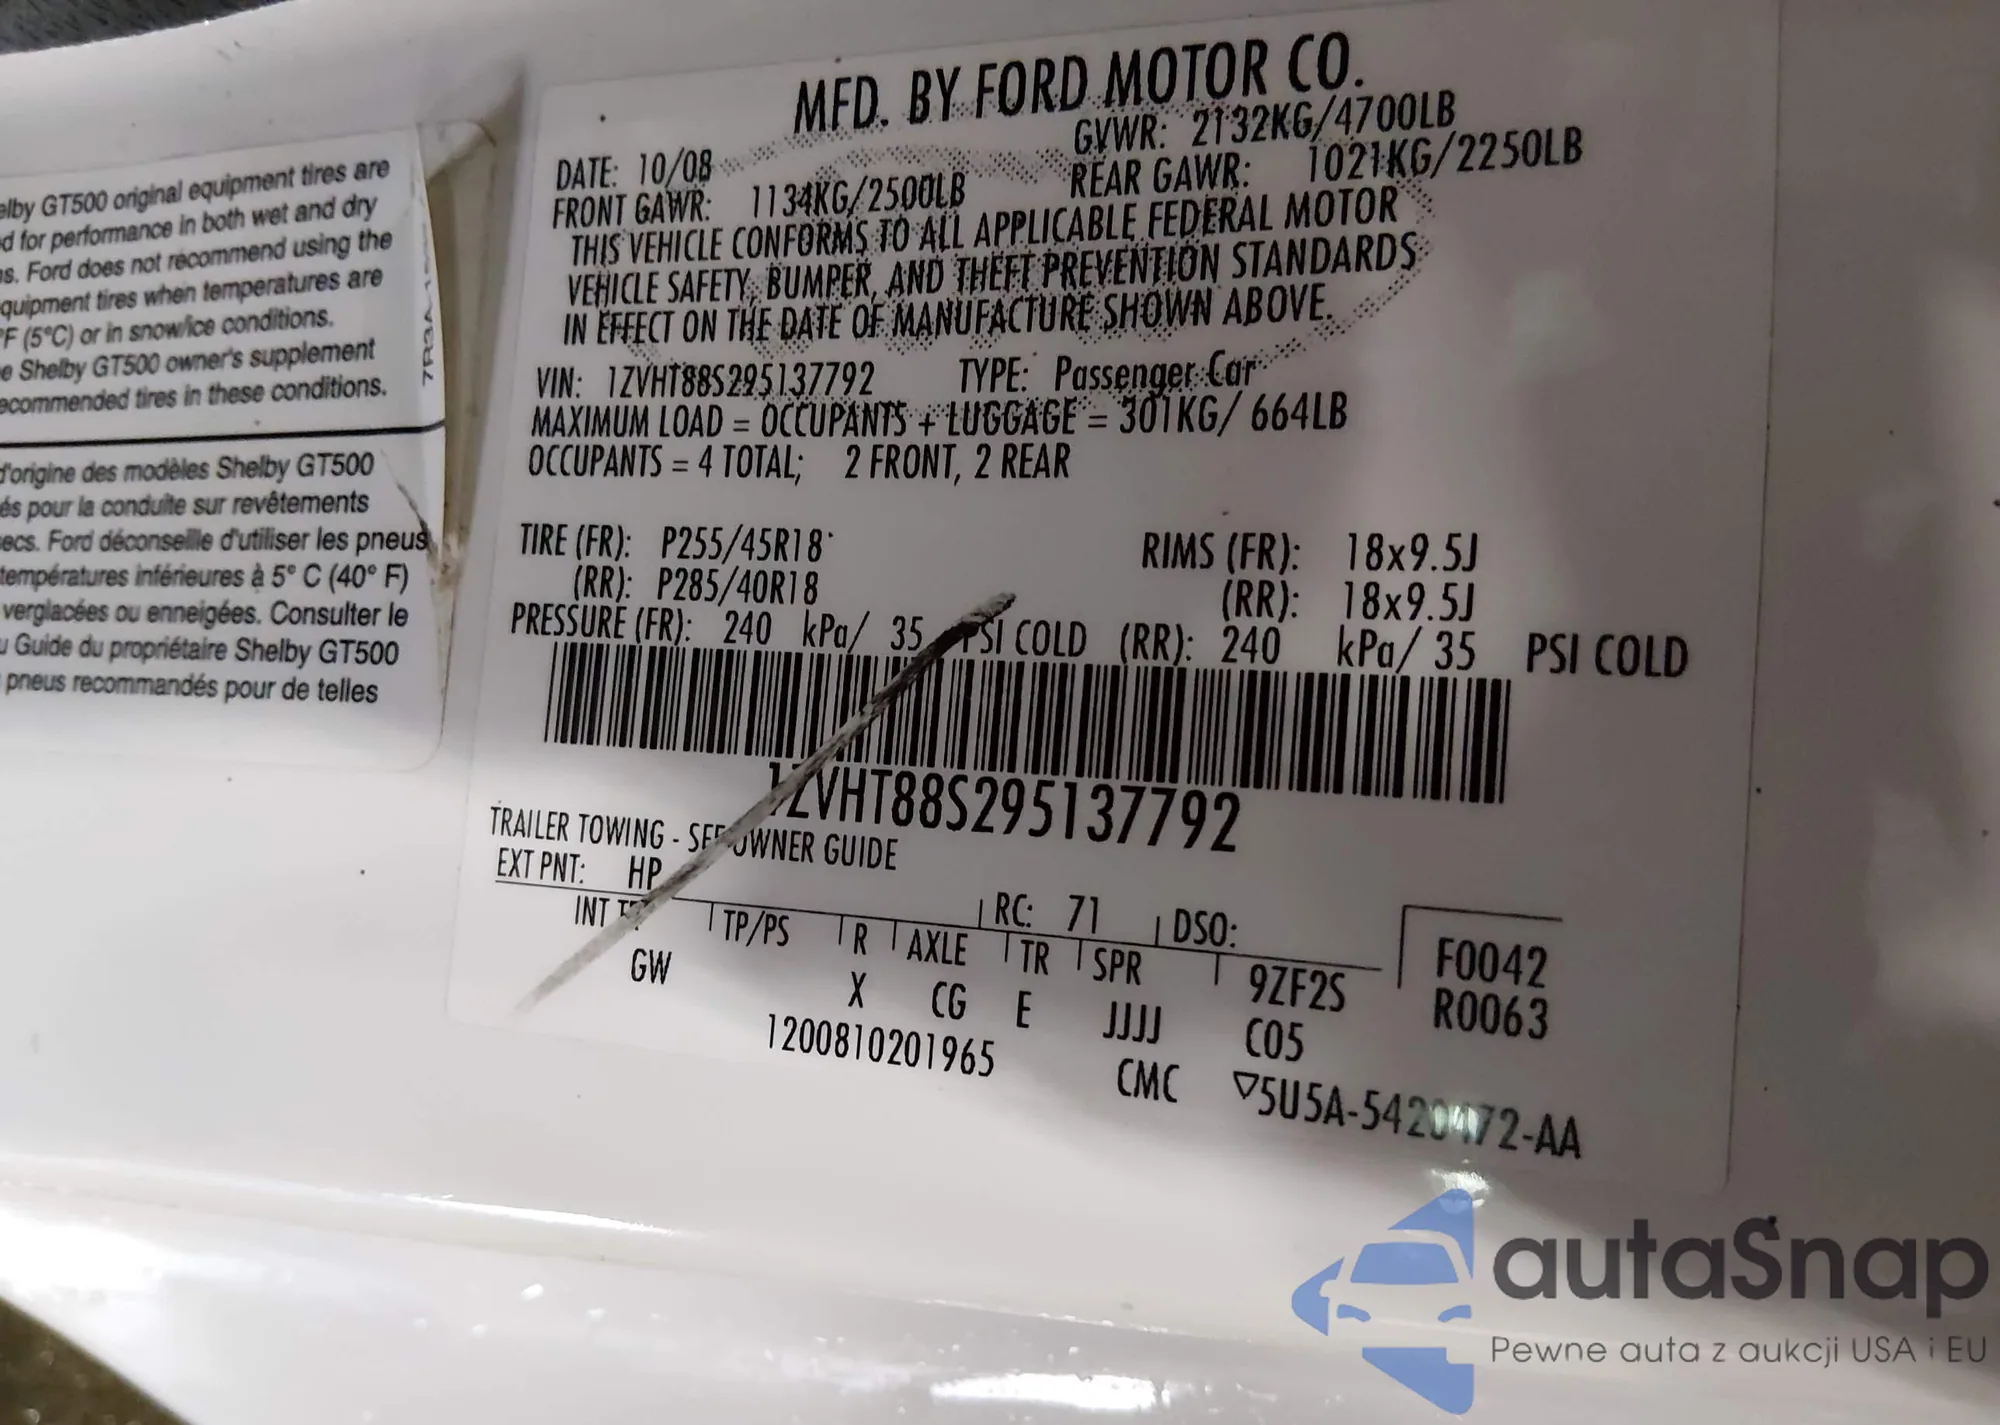 elby GT500 original equipment tires are
d for performance in both wet and dry
ns. Ford does not recommend using the
quipment tires when temperatures are
°F (5°C) or in snow/ice conditions.
e Shelby GT500 owner's supplement
ecommended tires in these conditions.
d'origine des modèles Shelby GT500
és pour la conduite sur revêtements
secs. Ford déconseille d'utiliser les pneus
températures inférieures à 5° C (40° F)
verglacées ou enneigées. Consulter le
u Guide du propriétaire Shelby GT500
pneus recommandés pour de telles
MFD. BY FORD MOTOR CO.
DATE: 10/08 GVWR: 2132KG/4700LB
FRONT GAWR: 1134KG/2500LB REAR GAWR: 1021KG/2250LB
THIS VEHICLE CONFORMS TO ALL APPLICABLE FEDERAL MOTOR
VEHICLE SAFETY, BUMPER, AND THEFT PREVENTION STANDARDS
IN EFFECT ON THE DATE OF MANUFACTURE SHOWN ABOVE.
VIN: 1ZVHT88S295137792 TYPE: Passenger Car
MAXIMUM LOAD = OCCUPANTS + LUGGAGE = 301KG/ 664LB
OCCUPANTS = 4 TOTAL; 2 FRONT, 2 REAR
TIRE (FR): P255/45R18 RIMS (FR): 18x9.5J
(RR): P285/40R18 (RR): 18x9.5J
PRESSURE (FR): 240 kPa/ 35 PSI COLD (RR): 240 kPa/ 35 PSI COLD
1ZVHT88S295137792
TRAILER TOWING - SEE OWNER GUIDE
EXT PNT: HP RC: 71 DSO:
INT TR TP/PS R AXLE TR SPR 9ZF2S F0042
GW X CG E JJJJ C05 R0063
1200810201965 CMC ▽5U5A-5420472-AA
autaSnap
Pewne auta z aukcji USA i EU